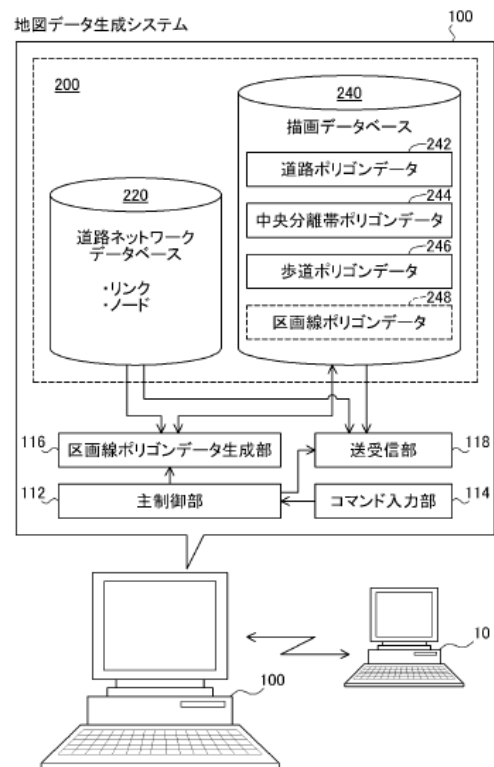 地図データ生成システム
100
200
240
描画データベース
242
道路ポリゴンデータ
244
中央分離帯ポリゴンデータ
246
歩道ポリゴンデータ
248
区画線ポリゴンデータ
220
道路ネットワーク
データベース
・リンク
・ノード
116
区画線ポリゴンデータ生成部
送受信部
118
112
主制御部
コマンド入力部
114
100
10